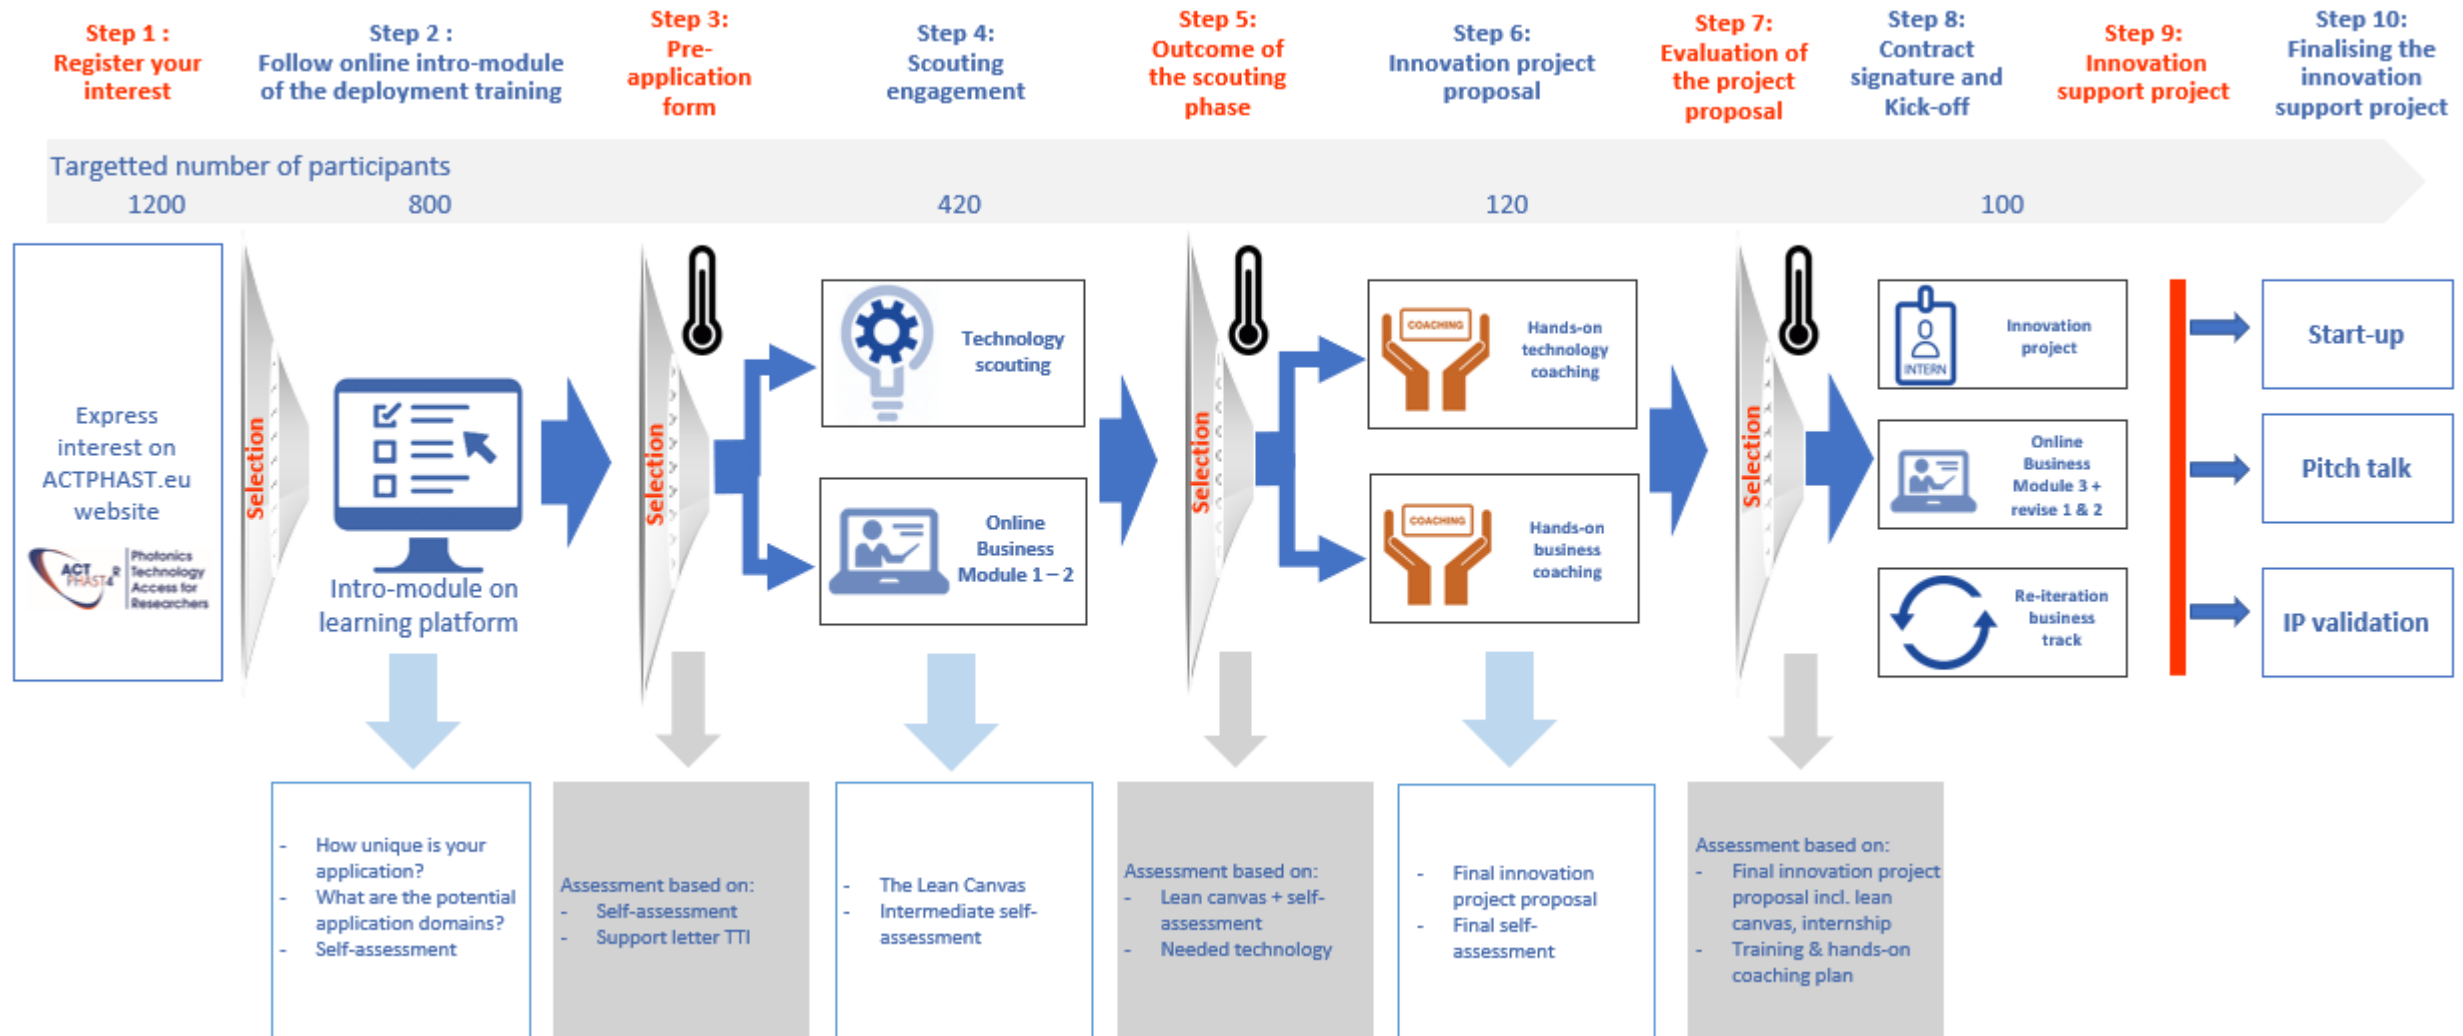 Step 1 :
Register your
interest
Step 2 :
Follow online intro-module
of the deployment training
Step 3:
Pre-
application
form
Step 4:
Scouting
engagement
Step 5:
Outcome of
the scouting
phase
Step 6:
Innovation project
proposal
Step 7:
Evaluation of
the project
proposal
Step 8:
Contract
signature and
Kick-off
Step 9:
Innovation
support project
Step 10:
Finalising the
innovation
support project
Targetted number of participants
1200
800
420
120
100
Express
interest on
ACTPHAST.eu
website
ACT
PHAST4R
Photonics
Technology
Access for
Researchers
Selection
Intro-module on
learning platform
Selection
Technology
scouting
Online
Business
Module 1 – 2
Selection
COACHING
Hands-on
technology
coaching
COACHING
Hands-on
business
coaching
Selection
INTERN
Innovation
project
Online
Business
Module 3 +
revise 1 & 2
Re-iteration
business
track
Start-up
Pitch talk
IP validation
- How unique is your
application?
- What are the potential
application domains?
- Self-assessment
Assessment based on:
- Self-assessment
- Support letter TTI
- The Lean Canvas
- Intermediate self-
assessment
Assessment based on:
- Lean canvas + self-
assessment
- Needed technology
- Final innovation
project proposal
- Final self-
assessment
Assessment based on:
- Final innovation project
proposal incl. lean
canvas, internship
- Training & hands-on
coaching plan